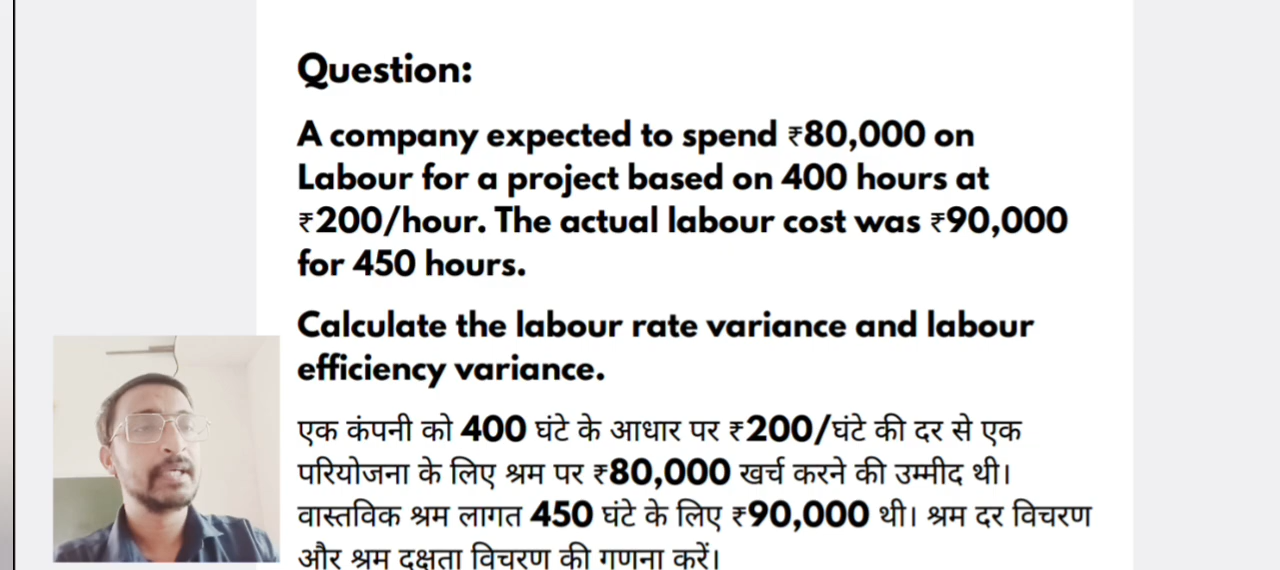 Question:
A company expected to spend ₹80,000 on
Labour for a project based on 400 hours at
₹200/hour. The actual labour cost was ₹90,000
for 450 hours.
Calculate the labour rate variance and labour
efficiency variance.
एक कंपनी को 400 घंटे के आधार पर ₹200/घंटे की दर से एक
परियोजना के लिए श्रम पर ₹80,000 खर्च करने की उम्मीद थी।
वास्तविक श्रम लागत 450 घंटे के लिए ₹90,000 थी। श्रम दर विचरण
और श्रम दक्षता विचरण की गणना करें।